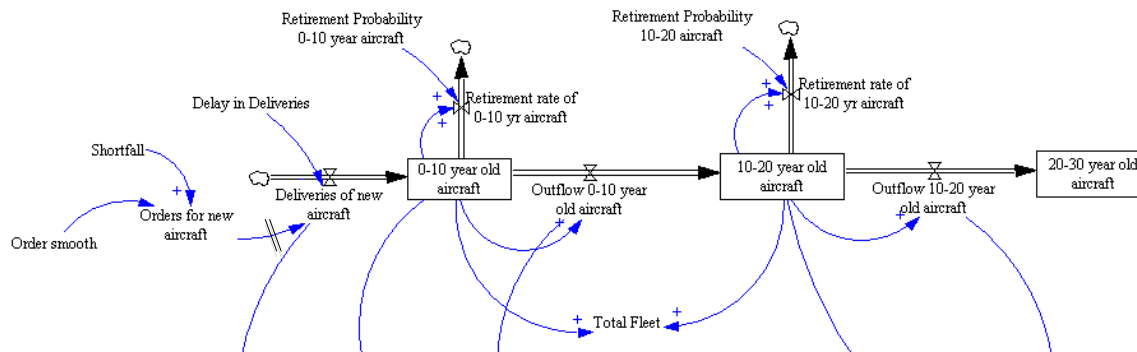 Retirement Probability
0-10 year aircraft
Retirement Probability
10-20 aircraft
Delay in Deliveries
+
+
Retirement rate of
0-10 yr aircraft
+
+
Retirement rate of
10-20 yr aircraft
Shortfall
+
Order smooth
Orders for new
aircraft
Deliveries of new
aircraft
0-10 year old
aircraft
+
Outflow 0-10 year
old aircraft
10-20 year old
aircraft
+
Outflow 10-20 year
old aircraft
20-30 year old
aircraft
+
Total Fleet
+